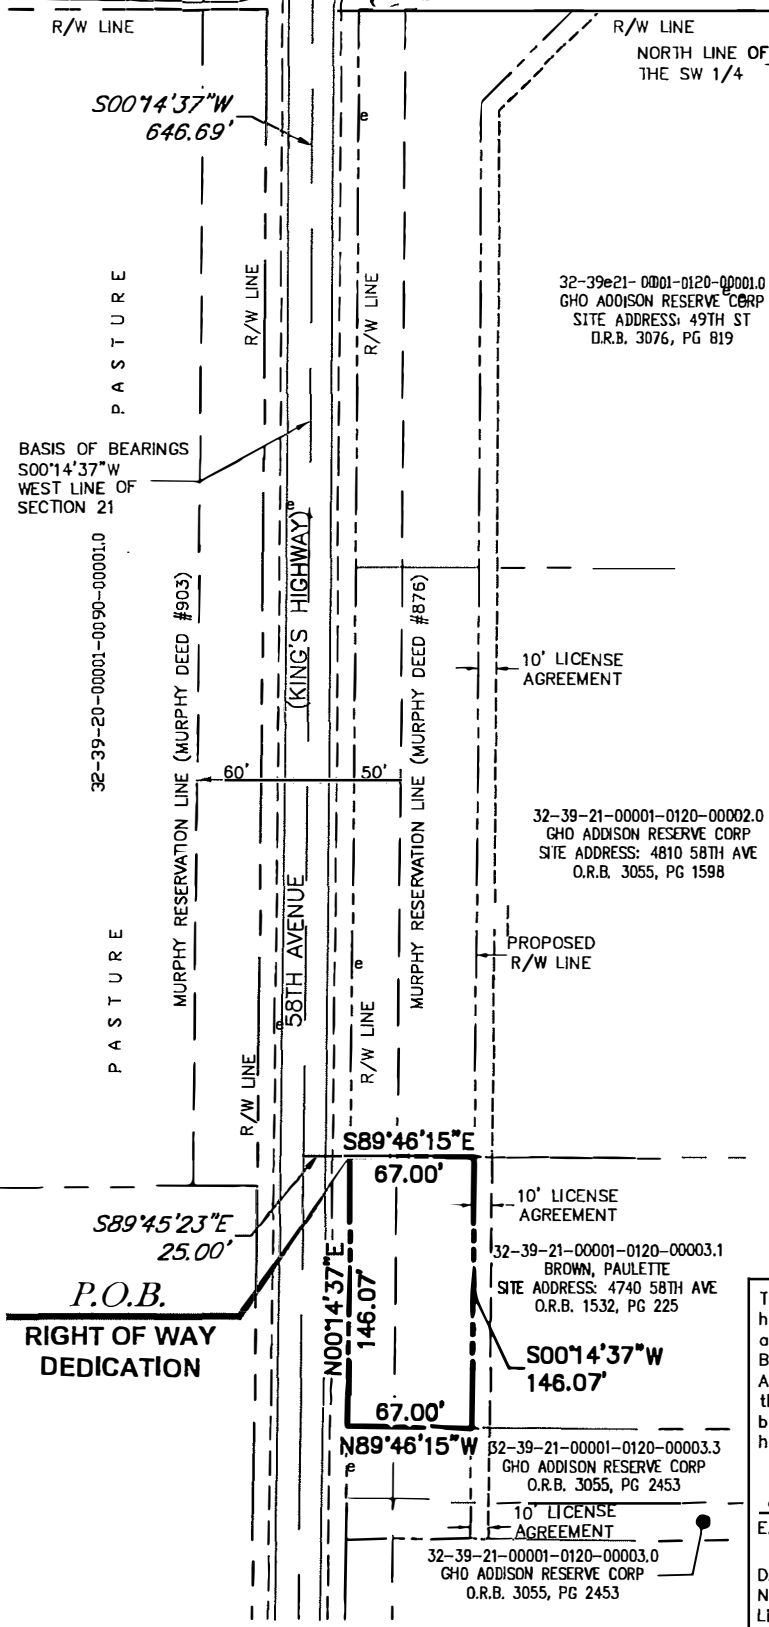 R/W LINE
R/W LINE
NORTH LINE OF
THE SW 1/4
S00°14'37"W
646.69'
e
PASTURE
R/W LINE
R/W LINE
32-39e21-0001-0120-00001.0
GHO ADDISON RESERVE CORP
SITE ADDRESS: 49TH ST
O.R.B. 3076, PG 819
BASIS OF BEARINGS
S00°14'37"W
WEST LINE OF
SECTION 21
e
(KING'S HIGHWAY)
32-39-20-00001-0090-00001.0
MURPHY RESERVATION LINE (MURPHY DEED #903)
MURPHY RESERVATION LINE (MURPHY DEED #876)
10' LICENSE
AGREEMENT
60'
50'
32-39-21-00001-0120-00002.0
GHO ADDISON RESERVE CORP
SITE ADDRESS: 4810 58TH AVE
O.R.B. 3055, PG 1598
58TH AVENUE
PASTURE
PROPOSED
R/W LINE
e
e
R/W LINE
R/W LINE
S89°46'15"E
67.00'
S89°45'23"E
25.00'
10' LICENSE
AGREEMENT
32-39-21-00001-0120-00003.1
BROWN, PAULETTE
SITE ADDRESS: 4740 58TH AVE
O.R.B. 1532, PG 225
P.O.B.
RIGHT OF WAY
DEDICATION
N00°14'37"E
146.07'
S00°14'37"W
146.07'
67.00'
N89°46'15"W
e
32-39-21-00001-0120-00003.3
GHO ADDISON RESERVE CORP
O.R.B. 3055, PG 2453
10' LICENSE
AGREEMENT
32-39-21-00001-0120-00003.0
GHO ADDISON RESERVE CORP
O.R.B. 3055, PG 2453